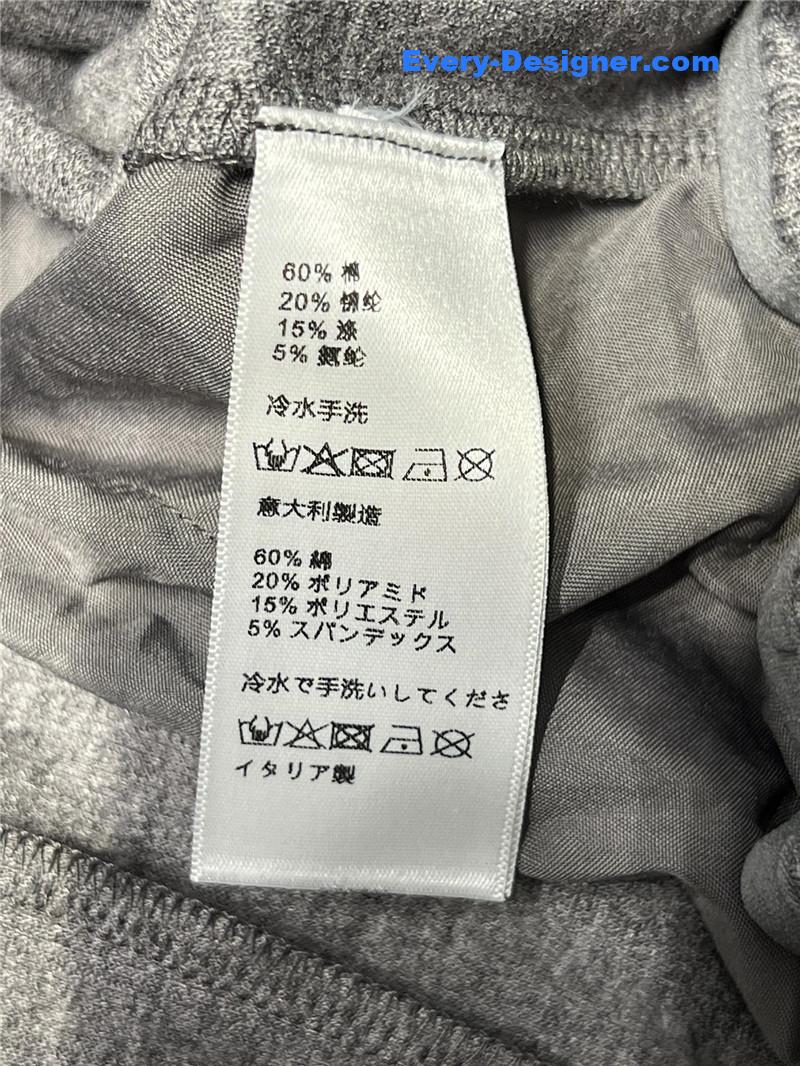 Every-Designer.com
60% 棉
20% 锦纶
15% 涤
5% 氨纶
冷水手洗
意大利製造
60% 綿
20% ポリアミド
15% ポリエステル
5% スパンデックス
冷水で手洗いしてくださ
イタリア製